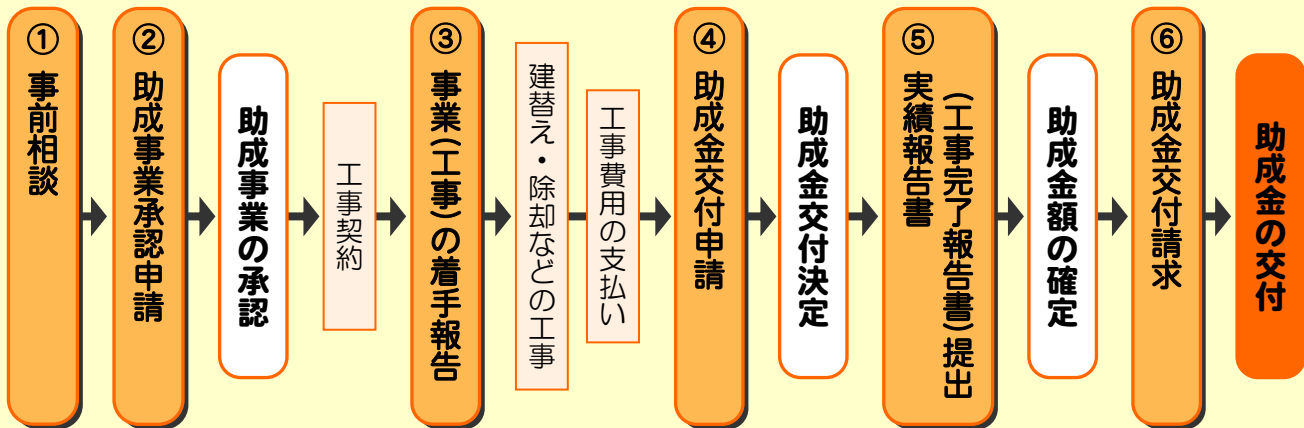 ①
事前相談
②
助成事業承認申請
助成事業の承認
工事契約
③
事業(工事)の着手報告
建替え・除却などの工事
工事費用の支払い
④
助成金交付申請
助成金交付決定
⑤
(工事完了報告書)提出
実績報告書
助成金額の確定
⑥
助成金交付請求
助成金の交付